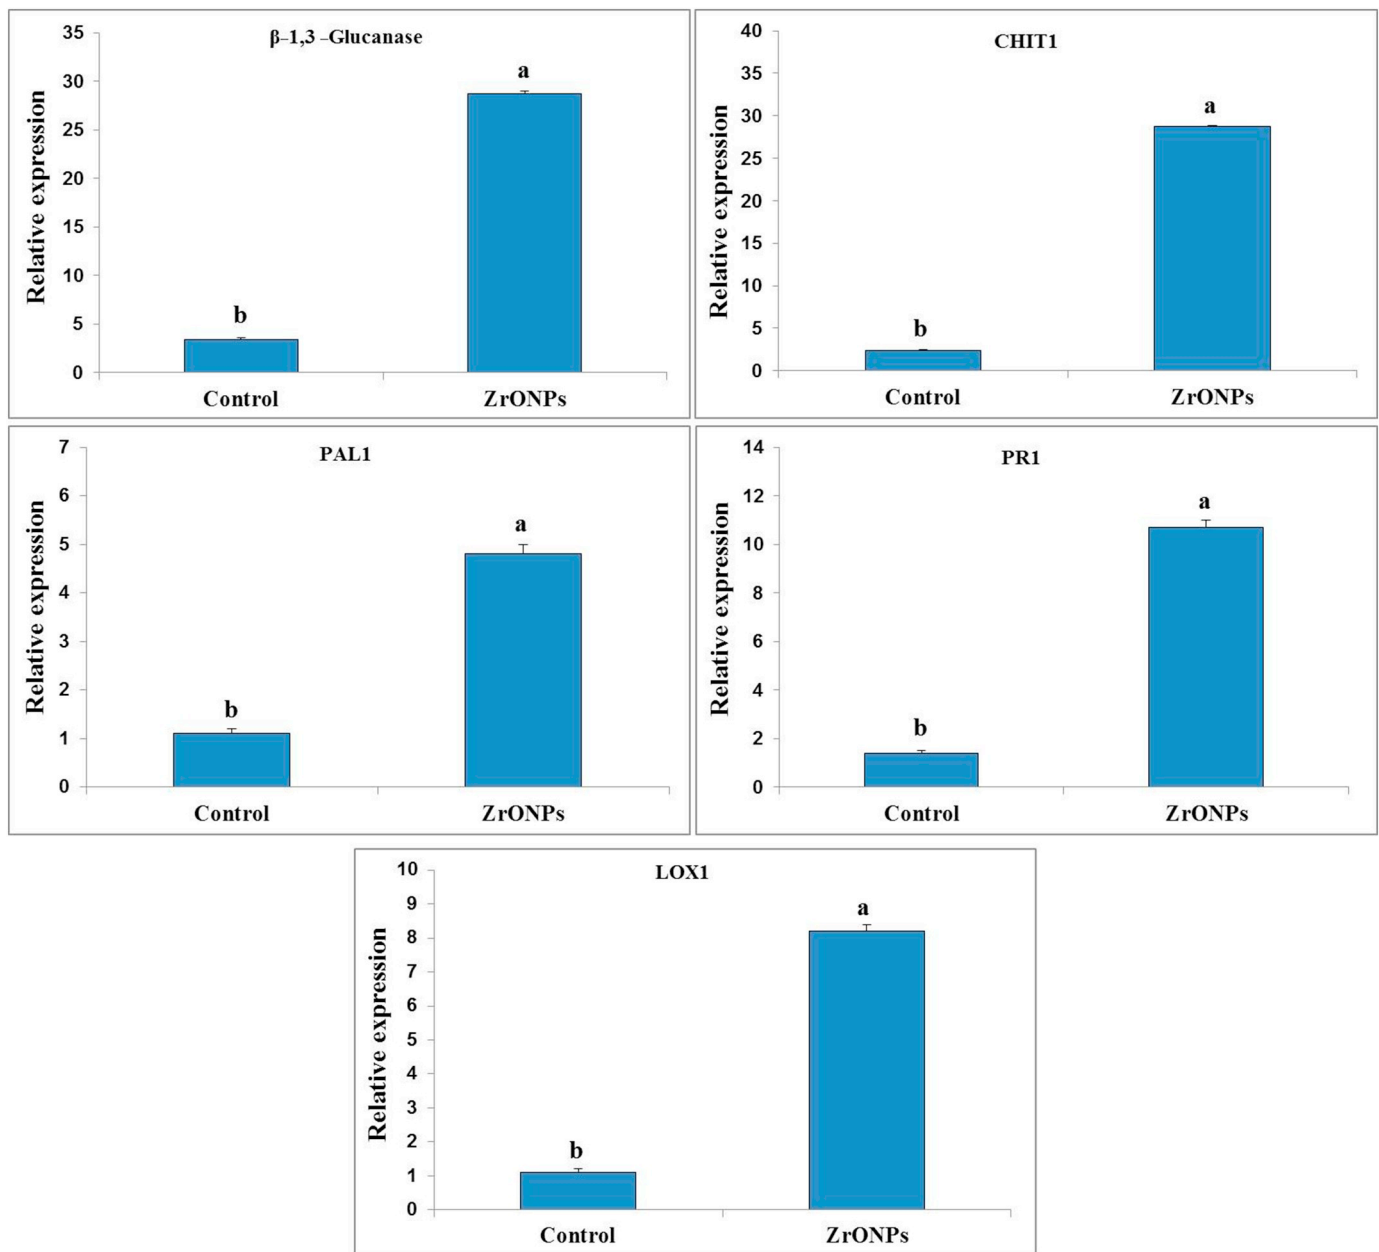 β–1,3 –Glucanase
35
30
25
20
15
10
5
0
Relative expression
a
b
Control
ZrONPs
CHIT1
40
35
30
25
20
15
10
5
0
Relative expression
a
b
Control
ZrONPs
PAL1
7
6
5
4
3
2
1
0
Relative expression
a
b
Control
ZrONPs
PR1
14
12
10
8
6
4
2
0
Relative expression
a
b
Control
ZrONPs
LOX1
10
9
8
7
6
5
4
3
2
1
0
Relative expression
a
b
Control
ZrONPs